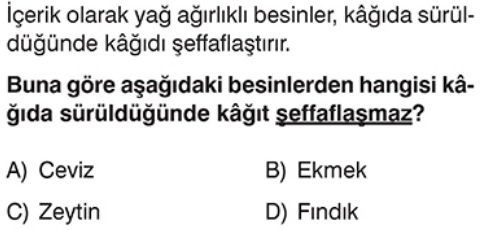 İçerik olarak yağ ağırlıklı besinler, kâğıda sürül-
düğünde kâğıdı şeffaflaştırır.
Buna göre aşağıdaki besinlerden hangisi kâ-
ğıda sürüldüğünde kâğıt şeffaflaşmaz?
A) Ceviz B) Ekmek
C) Zeytin D) Fındık